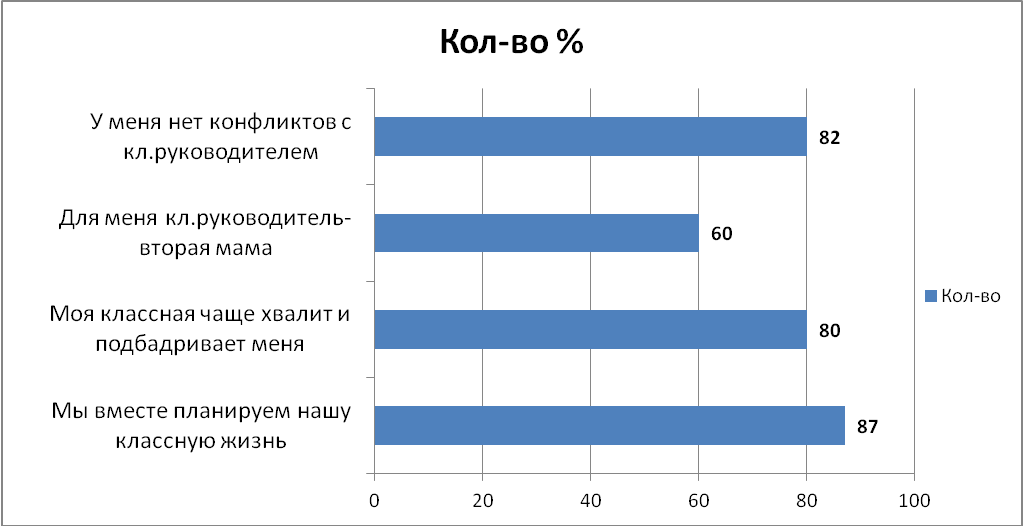 Кол-во %
У меня нет конфликтов с
кл.руководителем
82
Для меня кл.руководитель-
вторая мама
60
Моя классная чаще хвалит и
подбадривает меня
80
Мы вместе планируем нашу
классную жизнь
87
Кол-во
0 20 40 60 80 100